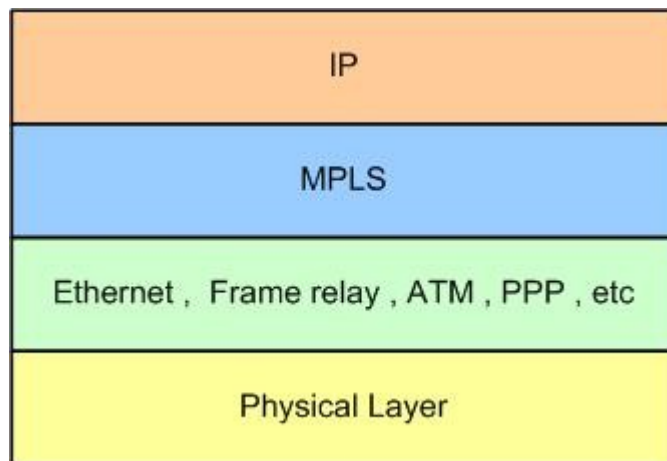 IP
MPLS
Ethernet , Frame relay , ATM , PPP , etc
Physical Layer